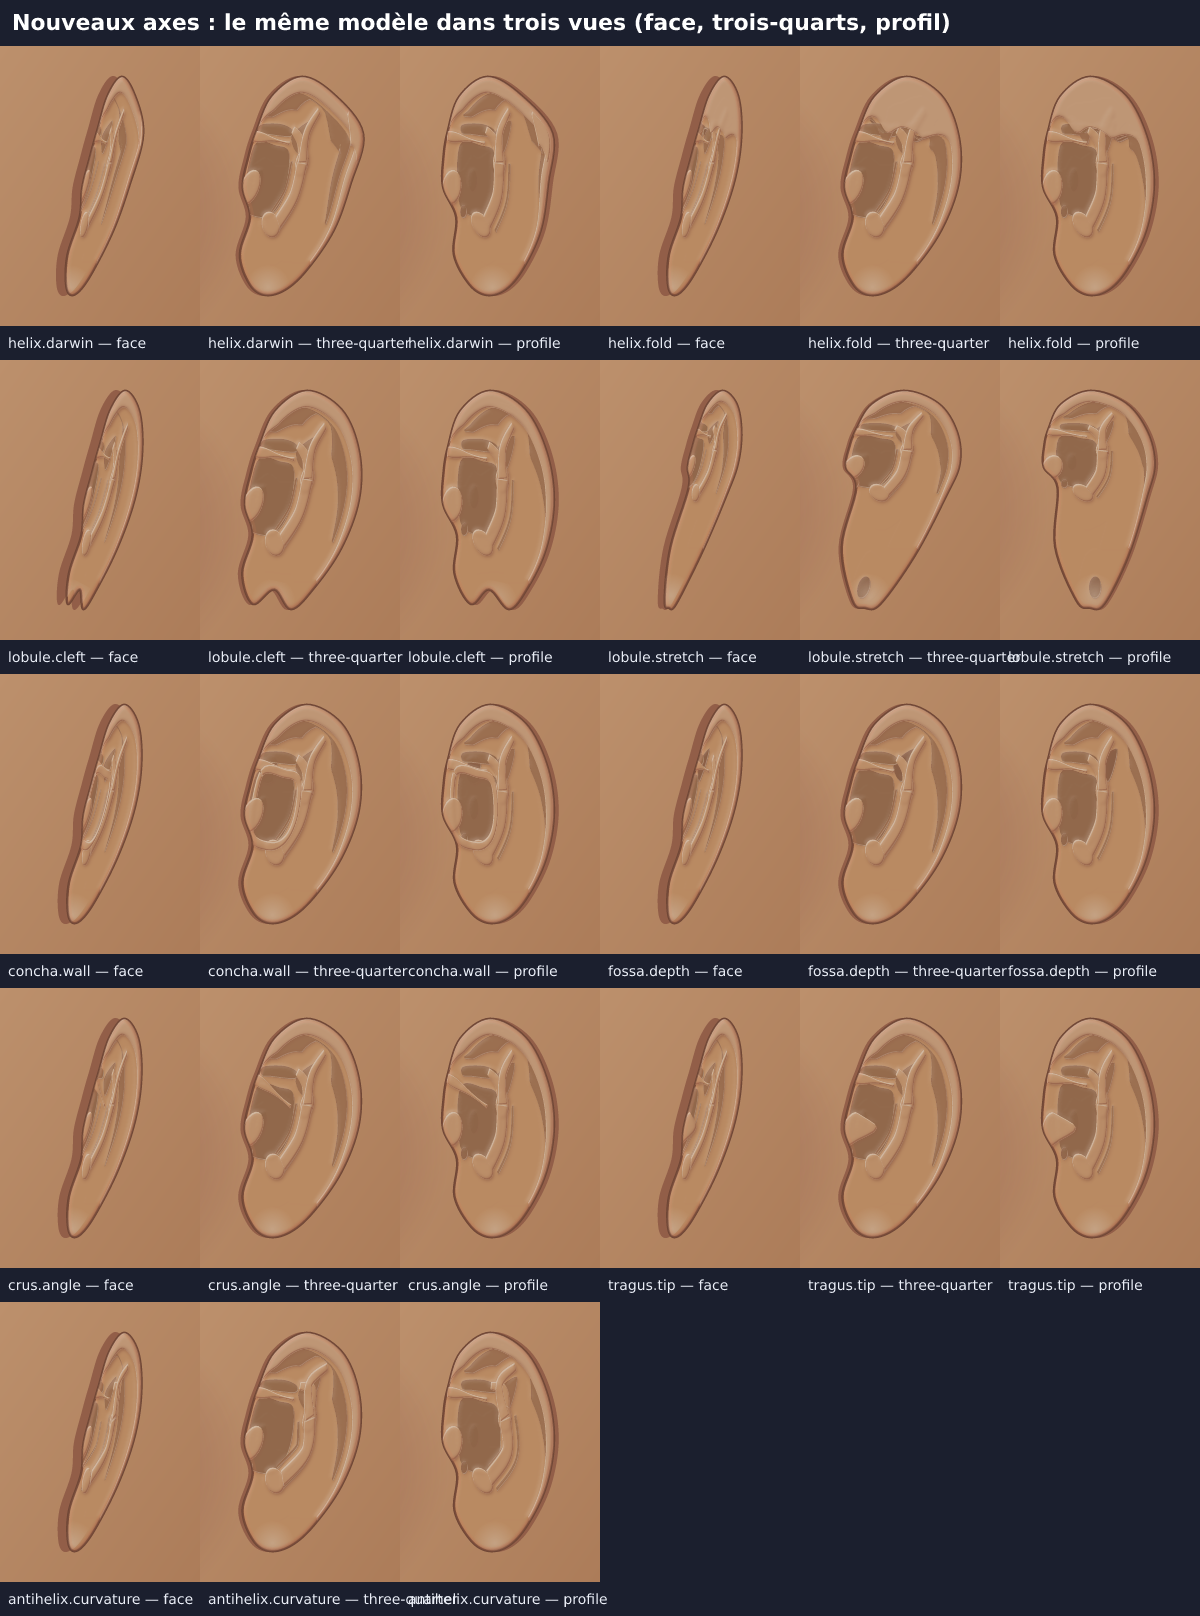 Nouveaux axes : le même modèle dans trois vues (face, trois-quarts, profil)
helix.darwin — face
helix.darwin — three-quarter
helix.darwin — profile
helix.fold — face
helix.fold — three-quarter
helix.fold — profile
lobule.cleft — face
lobule.cleft — three-quarter
lobule.cleft — profile
lobule.stretch — face
lobule.stretch — three-quarter
lobule.stretch — profile
concha.wall — face
concha.wall — three-quarter
concha.wall — profile
fossa.depth — face
fossa.depth — three-quarter
fossa.depth — profile
crus.angle — face
crus.angle — three-quarter
crus.angle — profile
tragus.tip — face
tragus.tip — three-quarter
tragus.tip — profile
antihelix.curvature — face
antihelix.curvature — three-quarter
antihelix.curvature — profile